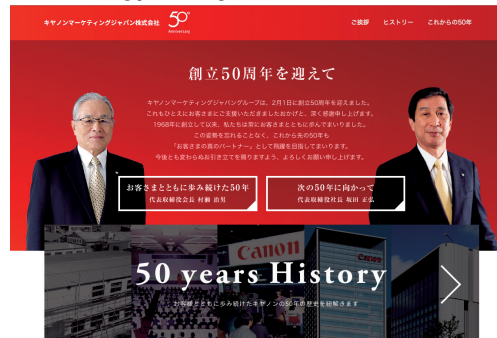 キヤノンマーケティングジャパン株式会社
50th
Anniversary
ご挨拶 ヒストリー これからの50年
創立50周年を迎えて
キヤノンマーケティングジャパングループは、2月1日に創立50周年を迎えました。
これもひとえにお客さまにご支援いただきましたおかげと、深く感謝申し上げます。
1968年に創立して以来、私たちは常にお客さまとともに歩んでまいりました。
この姿勢を忘れることなく、これから先の50年も
「お客さまの真のパートナー」として飛躍を目指してまいります。
今後とも変わらぬお引き立てを賜りますよう、よろしくお願い申し上げます。
お客さまとともに歩み続けた50年
代表取締役会長 村瀬 治男
次の50年に向かって
代表取締役社長 坂田 正弘
Canon
50 years History
お客様とともに歩み続けたキヤノンの50年の歴史を紐解きます